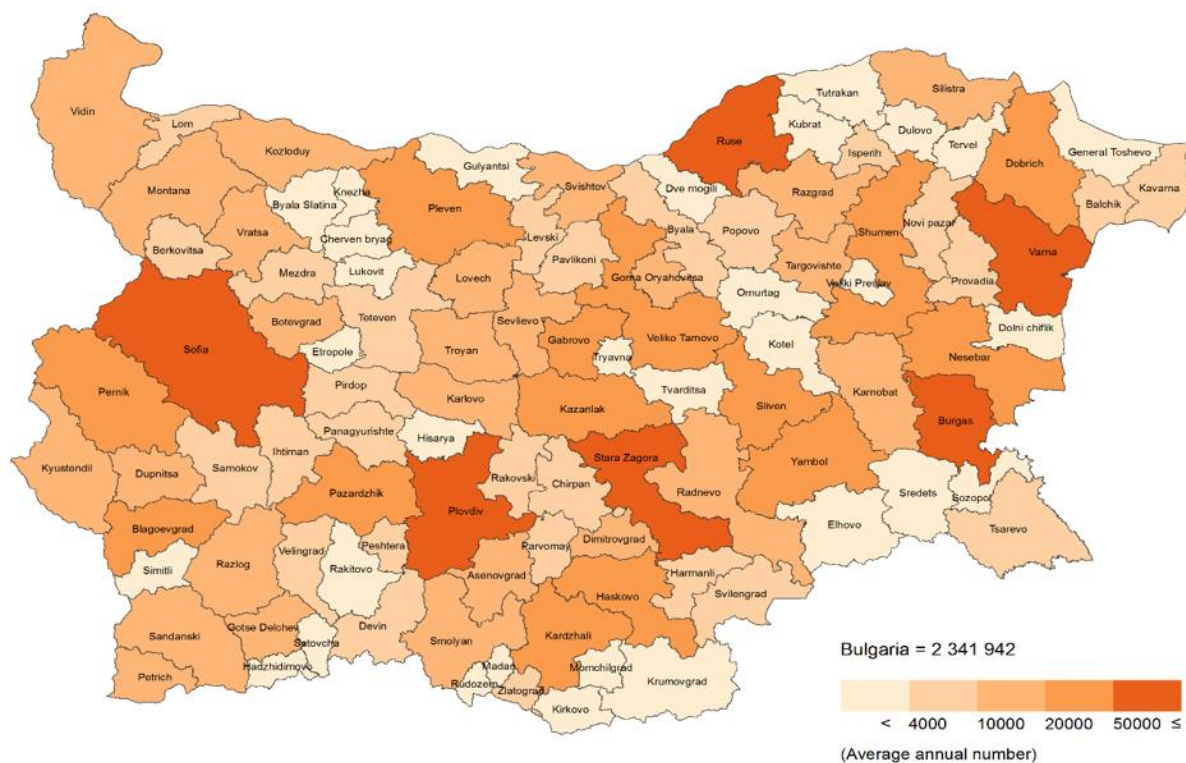 Vidin
Lom
Kozloduy
Montana
Gulyantsi
Knezha
Byala Slatina
Pleven
Vratsa
Cherven bryag
Berkovitsa
Mezdra
Lukovit
Svishtov
Levski
Pavlikeni
Lovech
Ruse
Tutrakan
Silistra
Kubrat
Dulovo
Isperih
Tervel
General Toshevo
Dobrich
Kavarna
Balchik
Dve mogili
Razgrad
Byala
Popovo
Shumen
Novi pazar
Varna
Gorna Oryahovitsa
Targovishte
Veliki Preslav
Provadia
Omurtag
Dolni chiflik
Sofia
Botevgrad
Teteven
Etropole
Troyan
Sevlievo
Gabrovo
Veliko Tarnovo
Tryavna
Kotel
Nesebar
Pernik
Pirdop
Karlovo
Tvarditsa
Kazanlak
Sliven
Karnobat
Burgas
Panagyurishte
Hisarya
Ihtiman
Stara Zagora
Yambol
Kyustendil
Dupnitsa
Samokov
Pazardzhik
Plovdiv
Rakovski
Chirpan
Radnevo
Sredets
Sozopol
Blagoevgrad
Elhovo
Tsarevo
Simitli
Razlog
Velingrad
Peshtera
Rakitovo
Parvomay
Dimitrovgrad
Asenovgrad
Harmanli
Haskovo
Svilengrad
Sandanski
Gotse Delchev
Satovcha
Devin
Smolyan
Kardzhali
Petrich
Hadzhidimovo
Madan
Rudozem
Zlatograd
Momchilgrad
Krumovgrad
Kirkovo
Bulgaria = 2 341 942
< 4000 10000 20000 50000 ≤
(Average annual number)